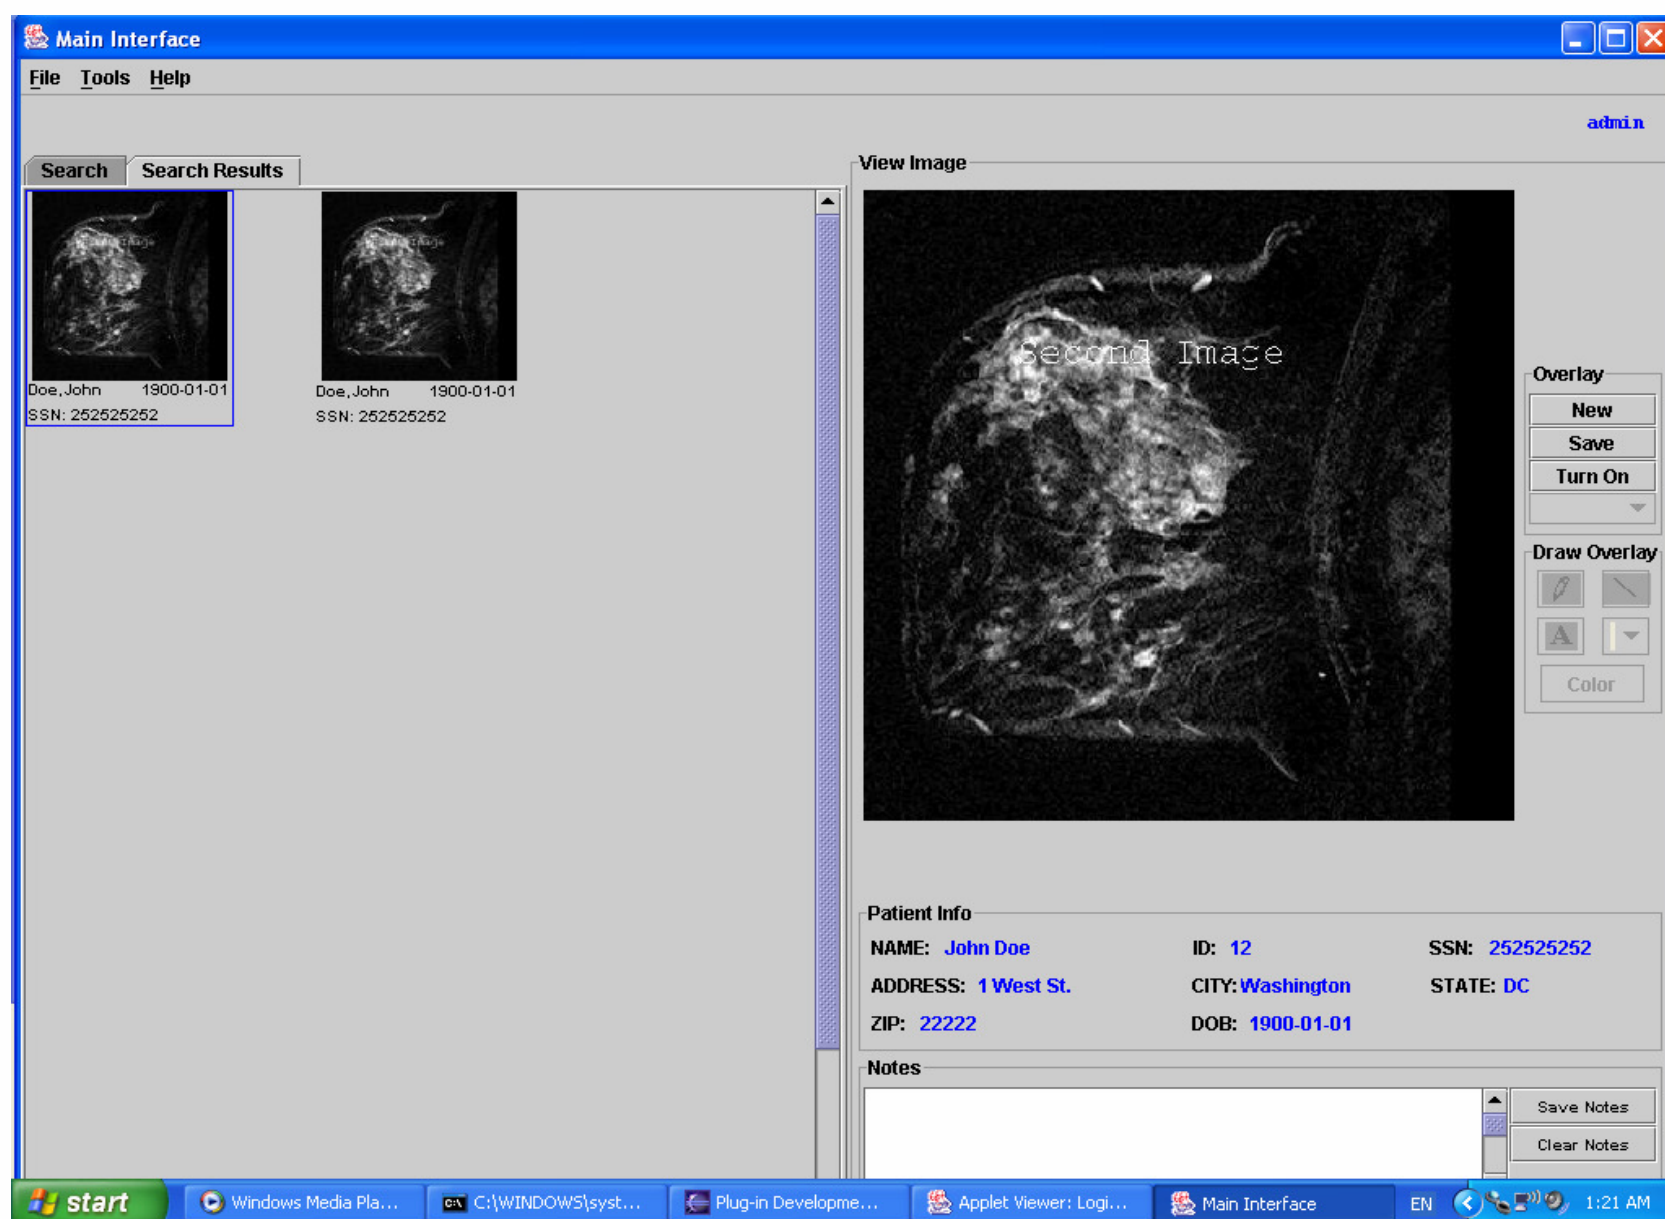 Main Interface
File Tools Help
admin
Search Search Results
Doe, John 1900-01-01
SSN: 252525252
Doe, John 1900-01-01
SSN: 252525252
View Image
Second Image
Overlay
New
Save
Turn On
Draw Overlay
A
Color
Patient Info
NAME: John Doe ID: 12 SSN: 252525252
ADDRESS: 1 West St. CITY: Washington STATE: DC
ZIP: 22222 DOB: 1900-01-01
Notes
Save Notes
Clear Notes
start Windows Media Pla... C:\WINDOWS\syst... Plug-in Developme... Applet Viewer: Logi... Main Interface EN 1:21 AM